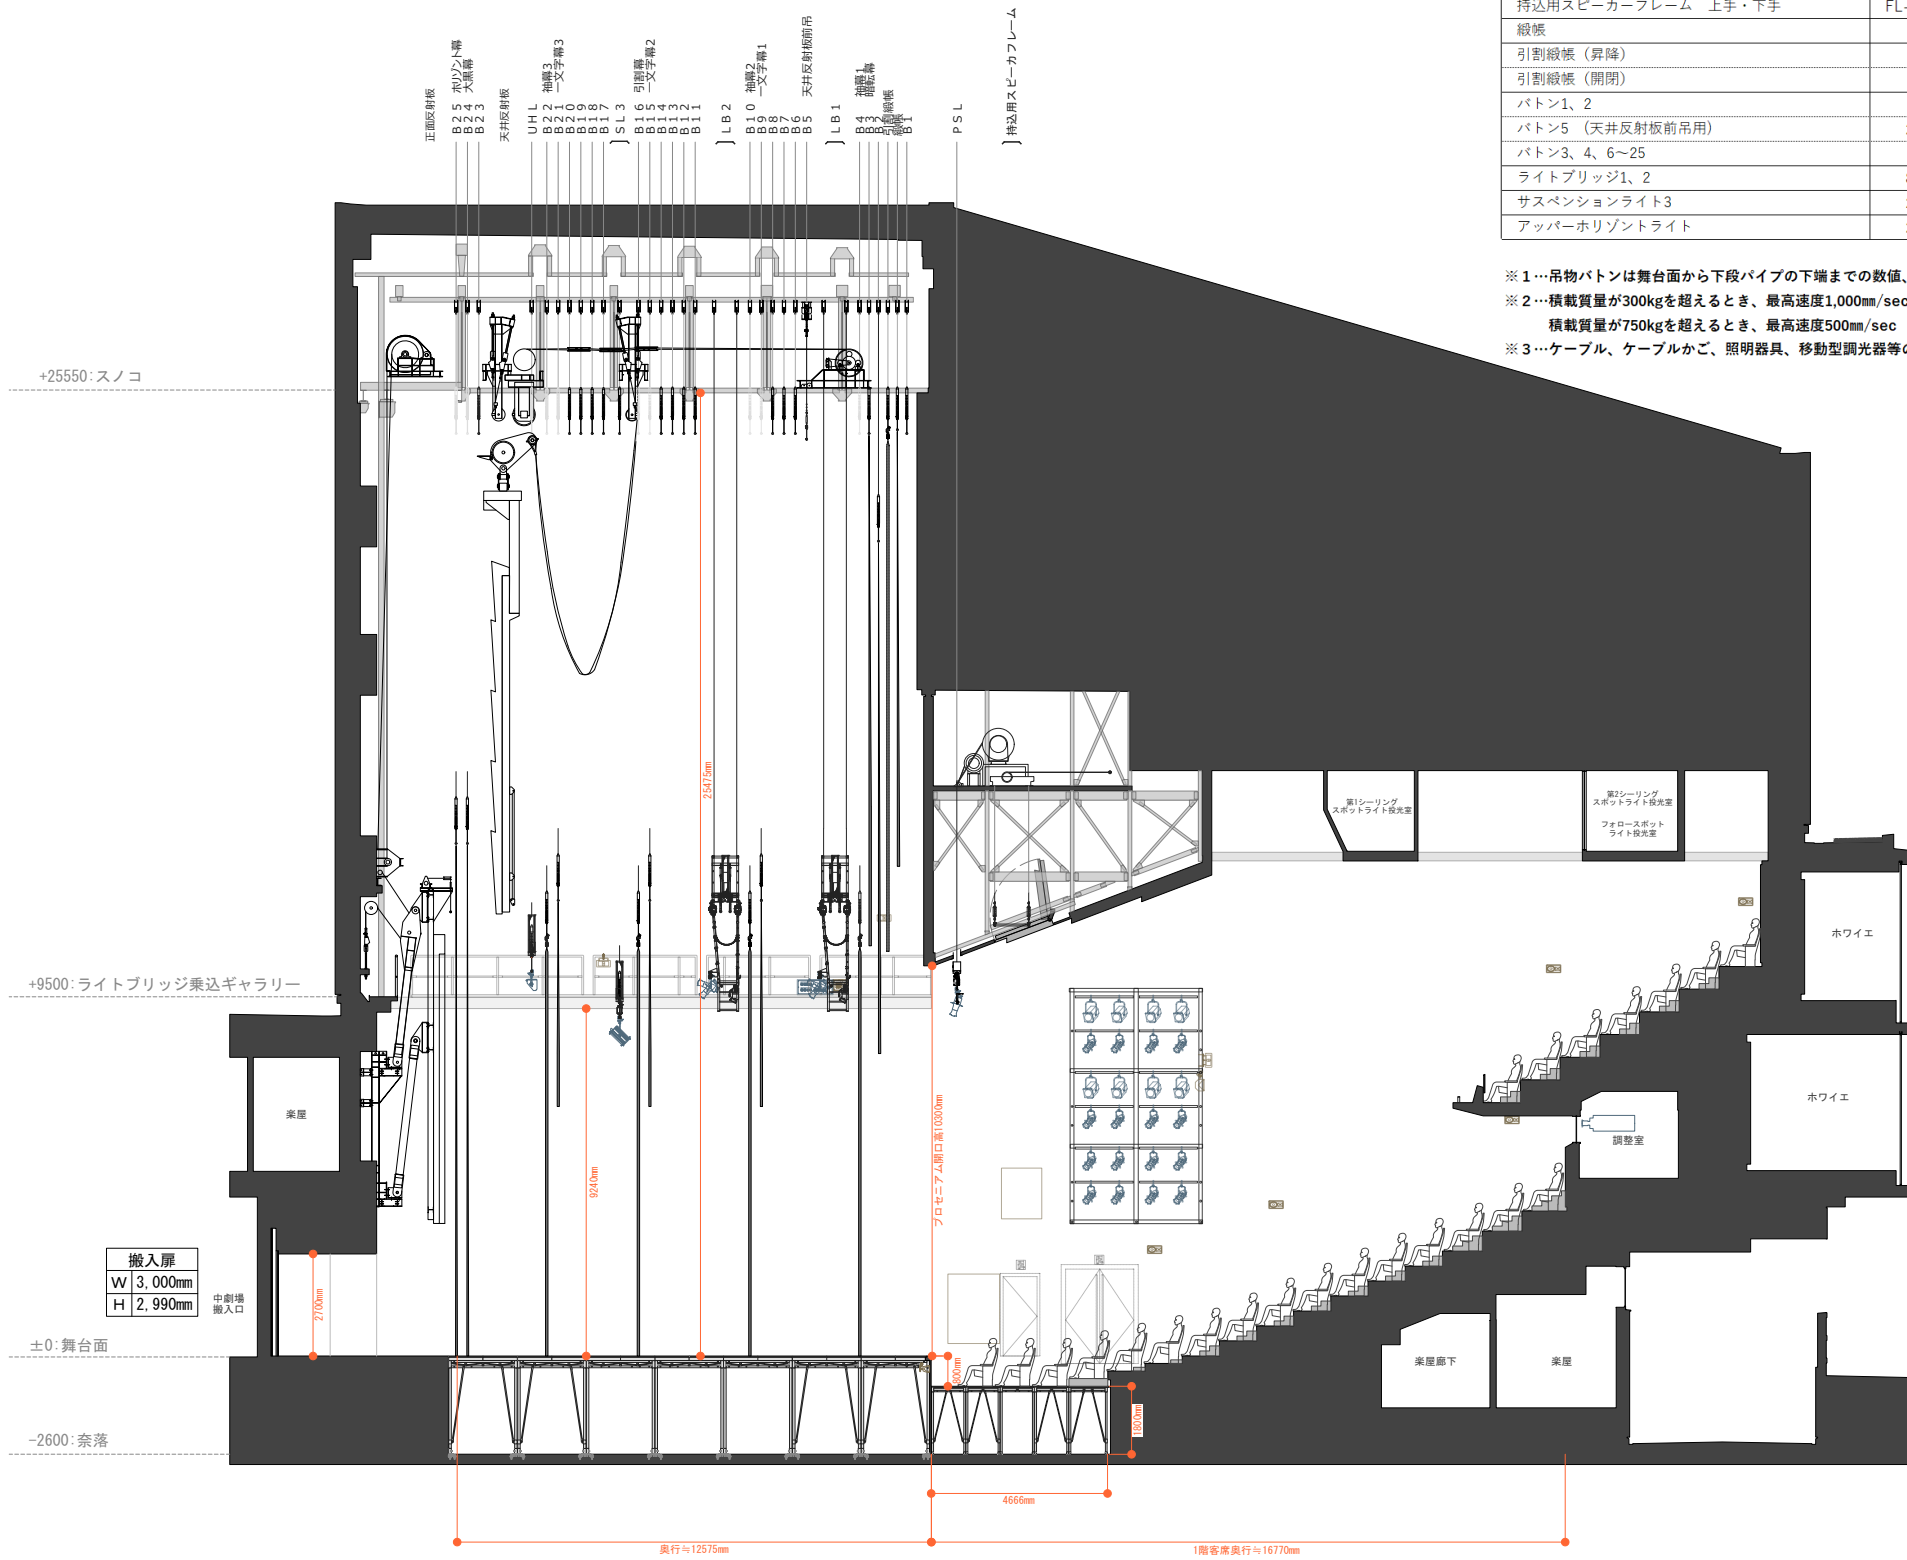 持込用スピーカーフレーム　上手・下手
緞帳
引割緞帳（昇降）
引割緞帳（開閉）
バトン1、2
バトン5　（天井反射板前吊用）
バトン3、4、6～25
ライトブリッジ1、2
サスペンションライト3
アッパーホリゾントライト
※１…吊物バトンは舞台面から下段パイプの下端までの数値、
※２…積載質量が300kgを超えるとき、最高速度1,000㎜/sec
積載質量が750kgを超えるとき、最高速度500㎜/sec
※３…ケーブル、ケーブルかご、照明器具、移動型調光器等の
正面反射板
B25 ホリゾント幕
B24 大黒幕
B23
天井反射板
UHL
B22 袖幕3
B21 一文字幕3
B20
B19
B18
B17
SL3
B16 引割幕
B15 一文字幕2
B14
B13
B12
B11
LB2
B10 袖幕2
B9 一文字幕1
B8
B7
B6
B5 天井反射板前吊
LB1
B4 袖幕1
B3 暗転幕
B2
引割緞帳
緞帳
B1
PSL
持込用スピーカフレーム
+25550:スノコ
+9500:ライトブリッジ乗込ギャラリー
±0:舞台面
-2600:奈落
25475mm
9240mm
プロセニアム開口高10300mm
2700mm
800mm
1800mm
4666mm
奥行≒12575mm
1階客席奥行≒16770mm
第1シーリング
スポットライト投光室
第2シーリング
スポットライト投光室
フォロースポット
ライト投光室
ホワイエ
ホワイエ
調整室
楽屋
搬入扉
W 3,000mm
H 2,990mm
中劇場
搬入口
楽屋廊下
楽屋